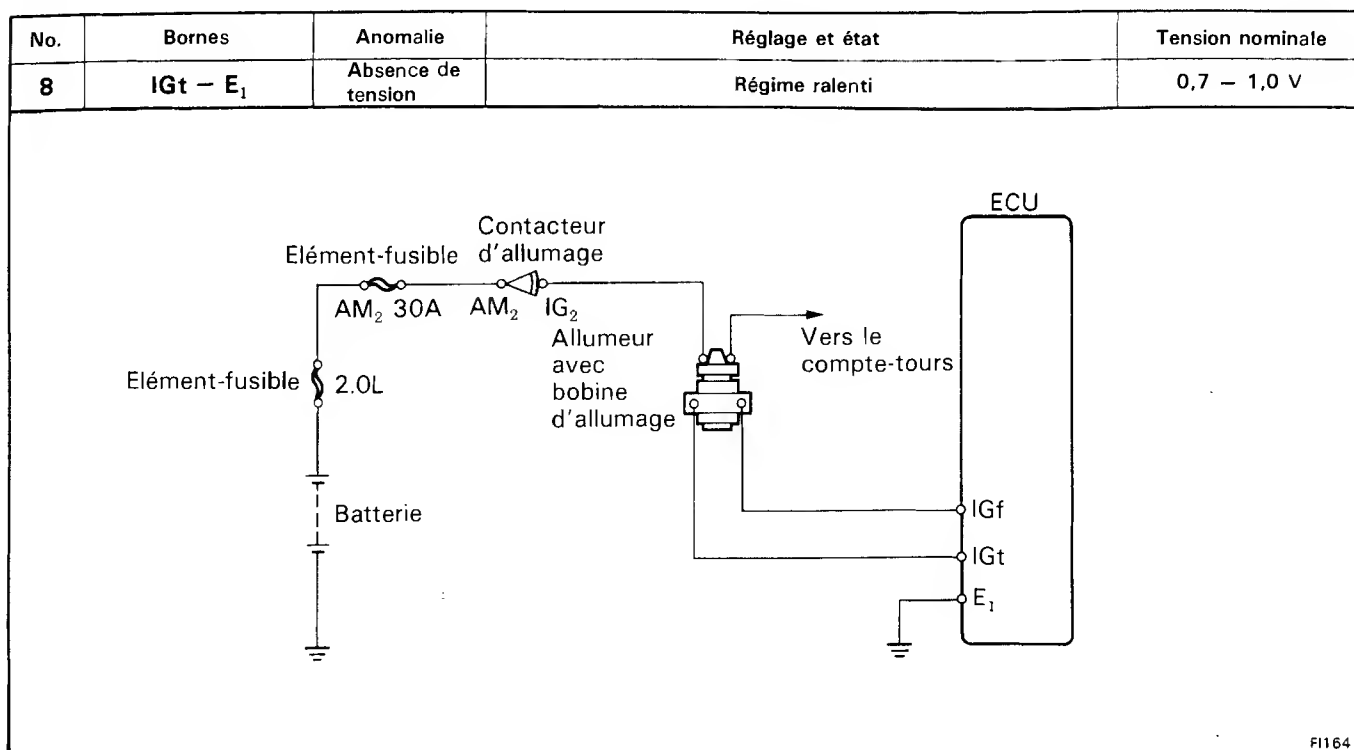 No. Bornes Anomalie Réglage et état Tension nominale
8 IGt — E₁ Absence de tension Régime ralenti 0,7 — 1,0 V
ECU
Contacteur
d'allumage
Elément-fusible
AM₂ 30A AM₂ IG₂
Allumeur
avec
bobine
d'allumage
Vers le
compte-tours
Elément-fusible 2.0L
Batterie
IGf
IGt
E₁
FI164